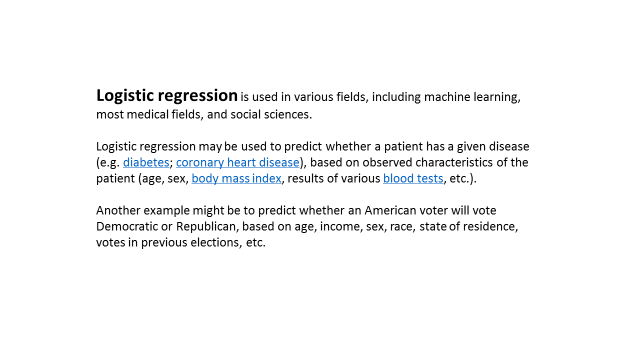 Logistic regression is used in various fields, including machine learning,
most medical fields, and social sciences.
Logistic regression may be used to predict whether a patient has a given disease
(e.g. diabetes; coronary heart disease), based on observed characteristics of the
patient (age, sex, body mass index, results of various blood tests, etc.).
Another example might be to predict whether an American voter will vote
Democratic or Republican, based on age, income, sex, race, state of residence,
votes in previous elections, etc.